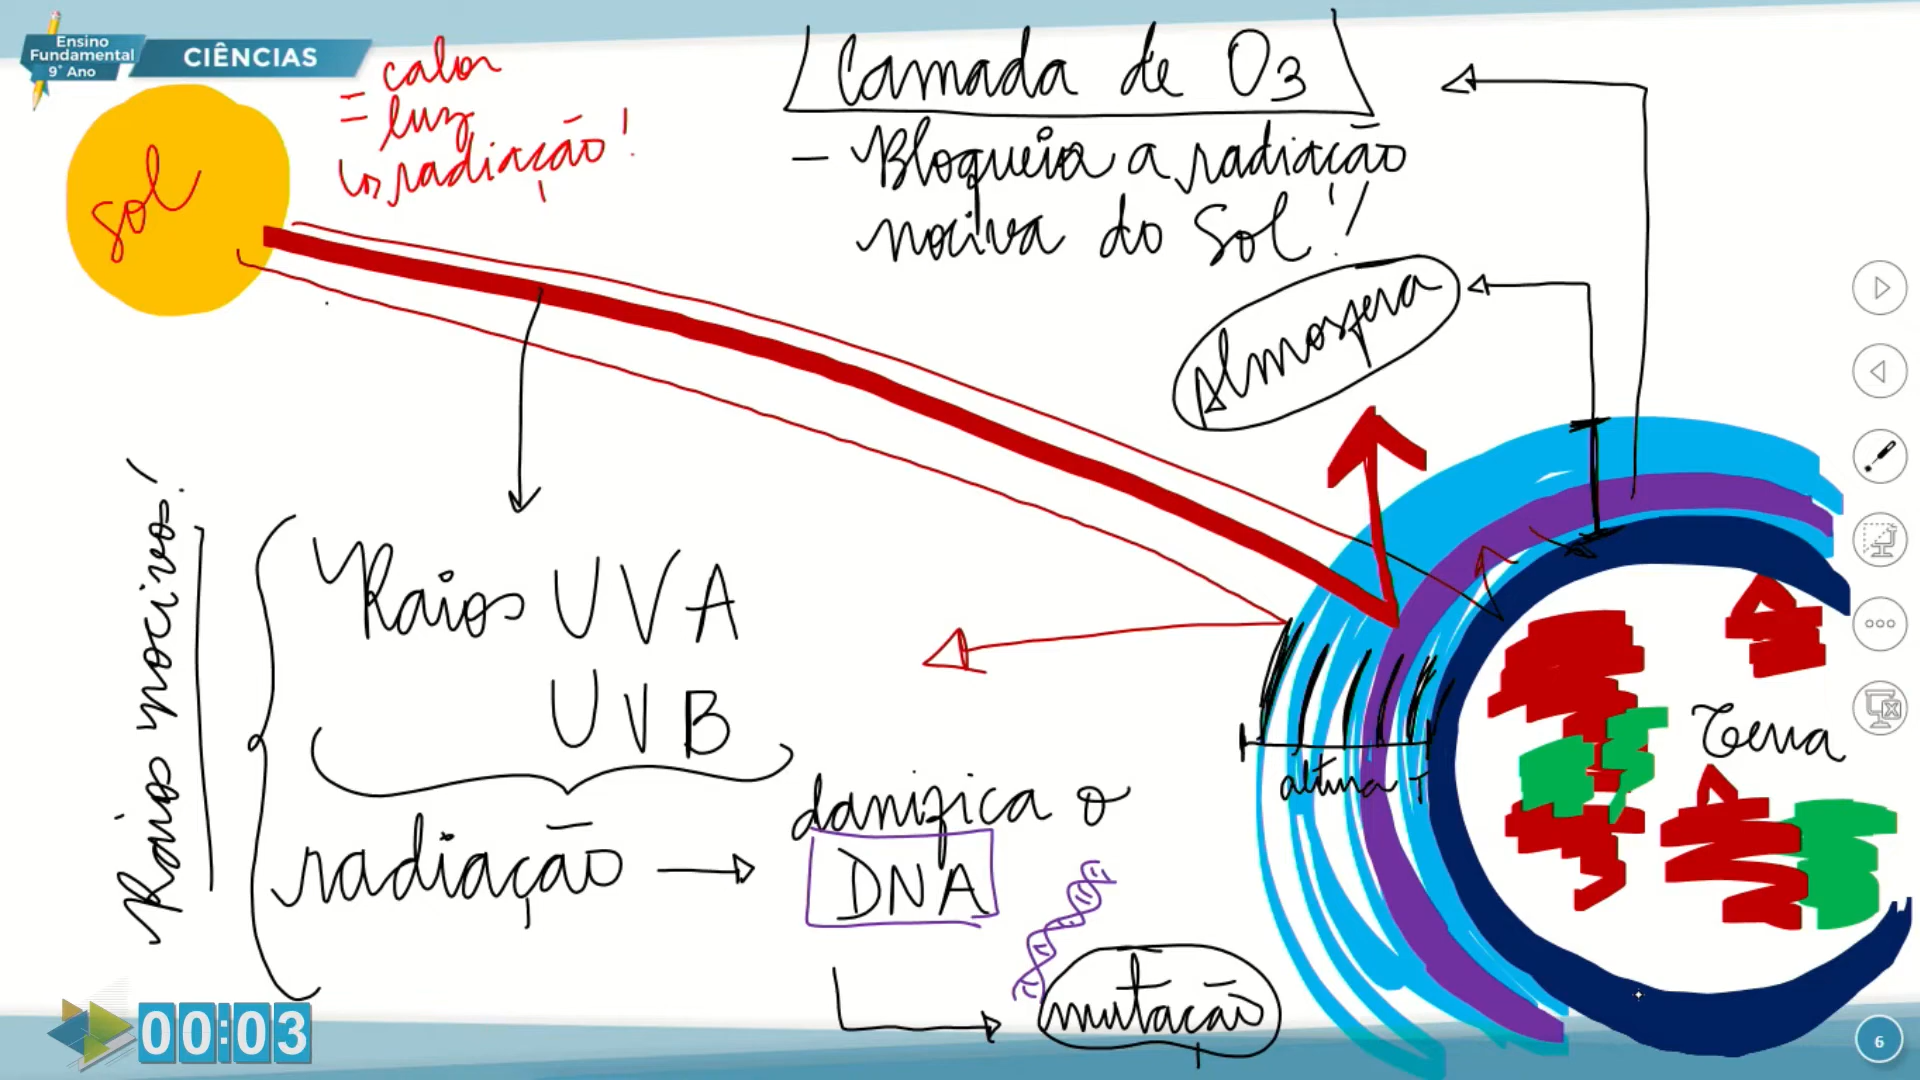 Ensino
Fundamental
9° Ano
CIÊNCIAS
= calor
= luz
↳ radiação!
Sol
Camada de O3
- Bloqueia a radiação
nociva do Sol!!
Atmosfera
Raios nocivos!
Raios UVA
UVB
radiação → danifica o
DNA
mutação
altura
Terra
00:03
6